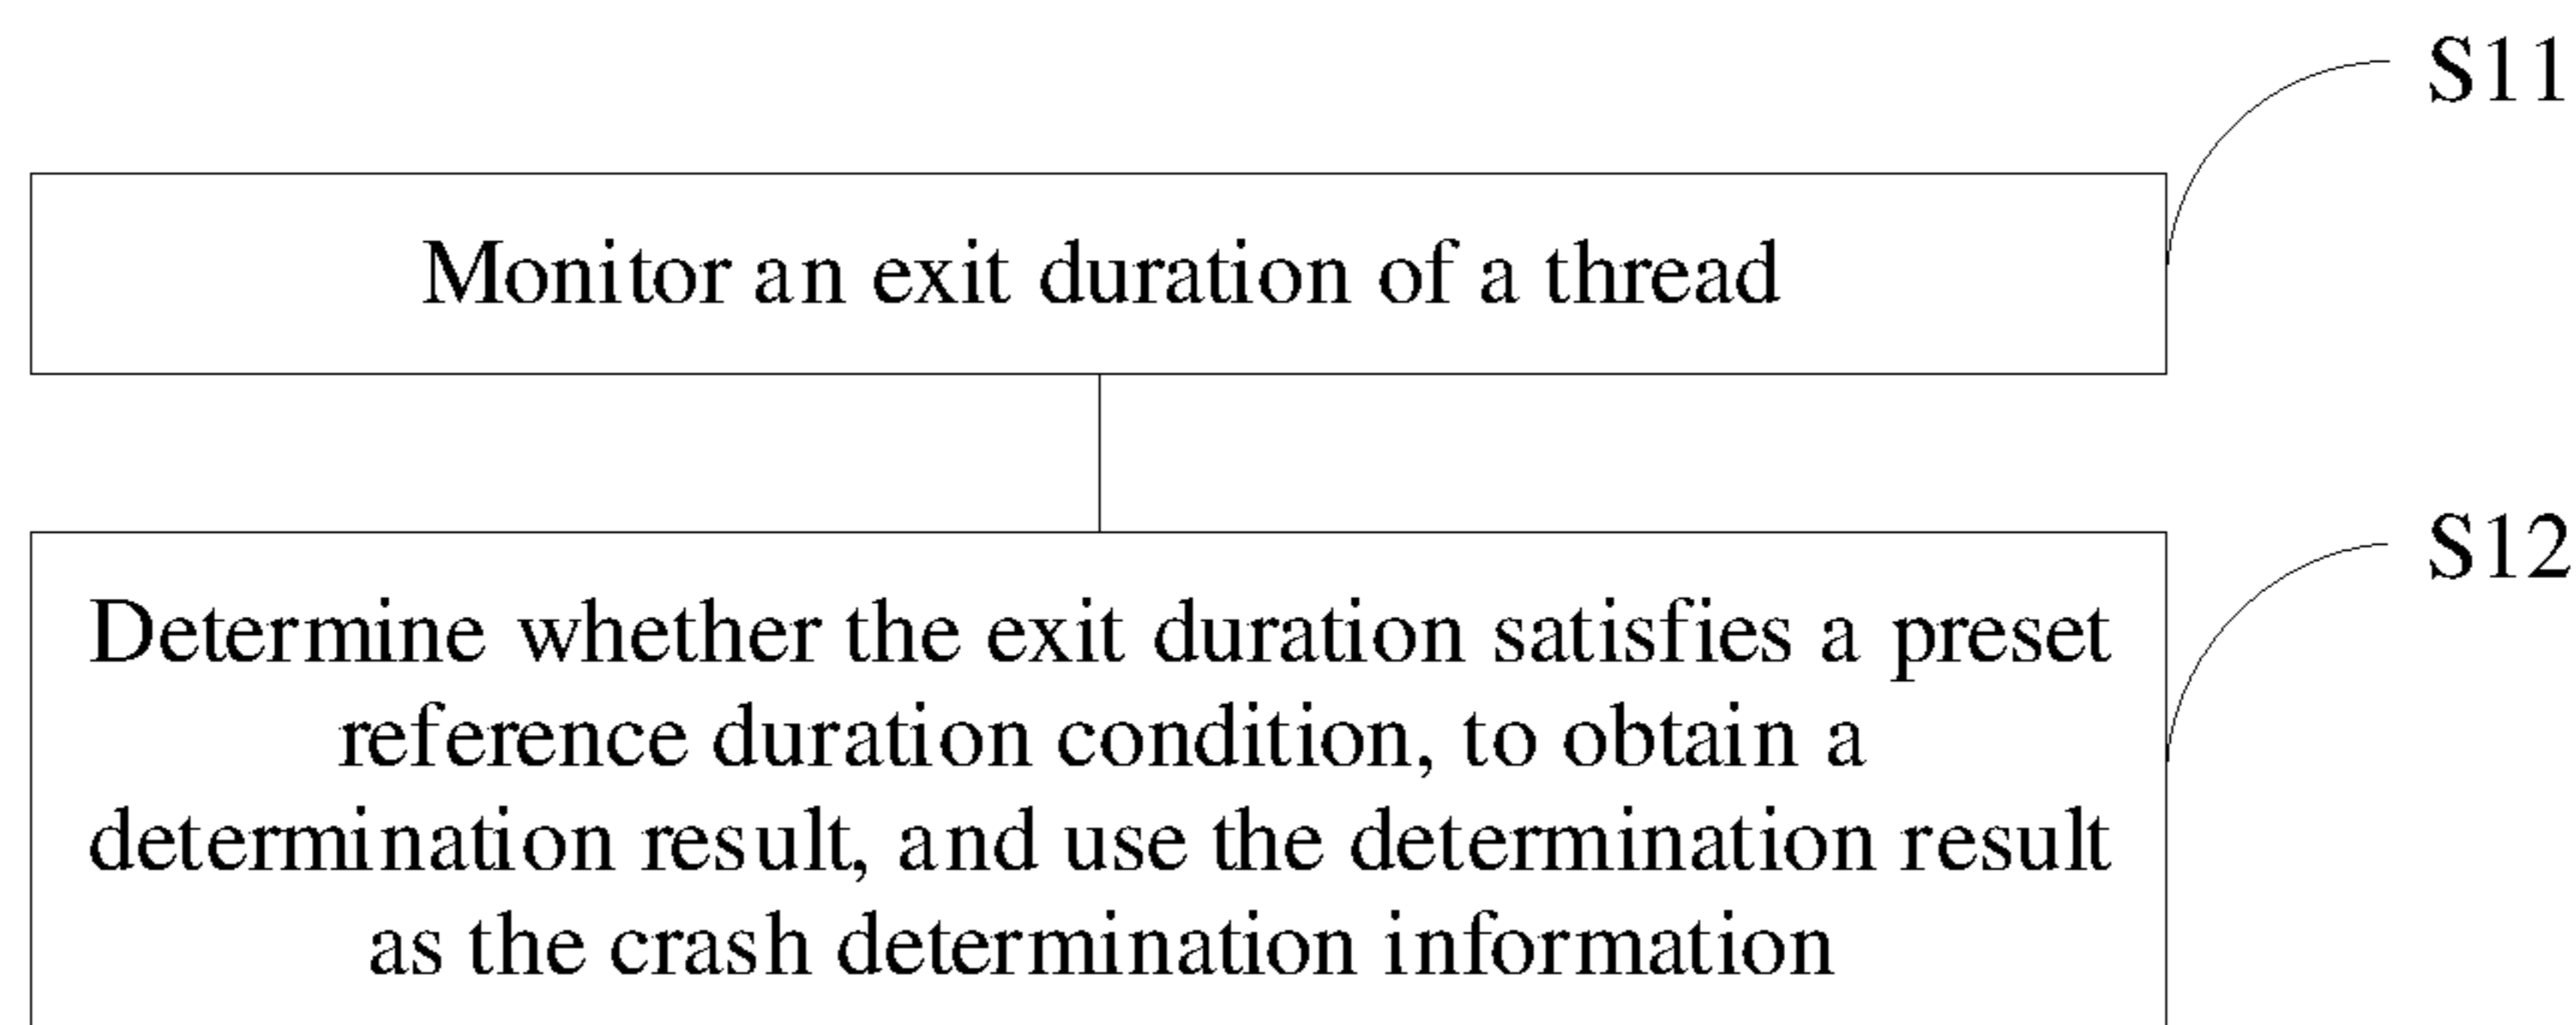 S11
Monitor an exit duration of a thread
S12
Determine whether the exit duration satisfies a preset
reference duration condition, to obtain a
determination result, and use the determination result
as the crash determination information